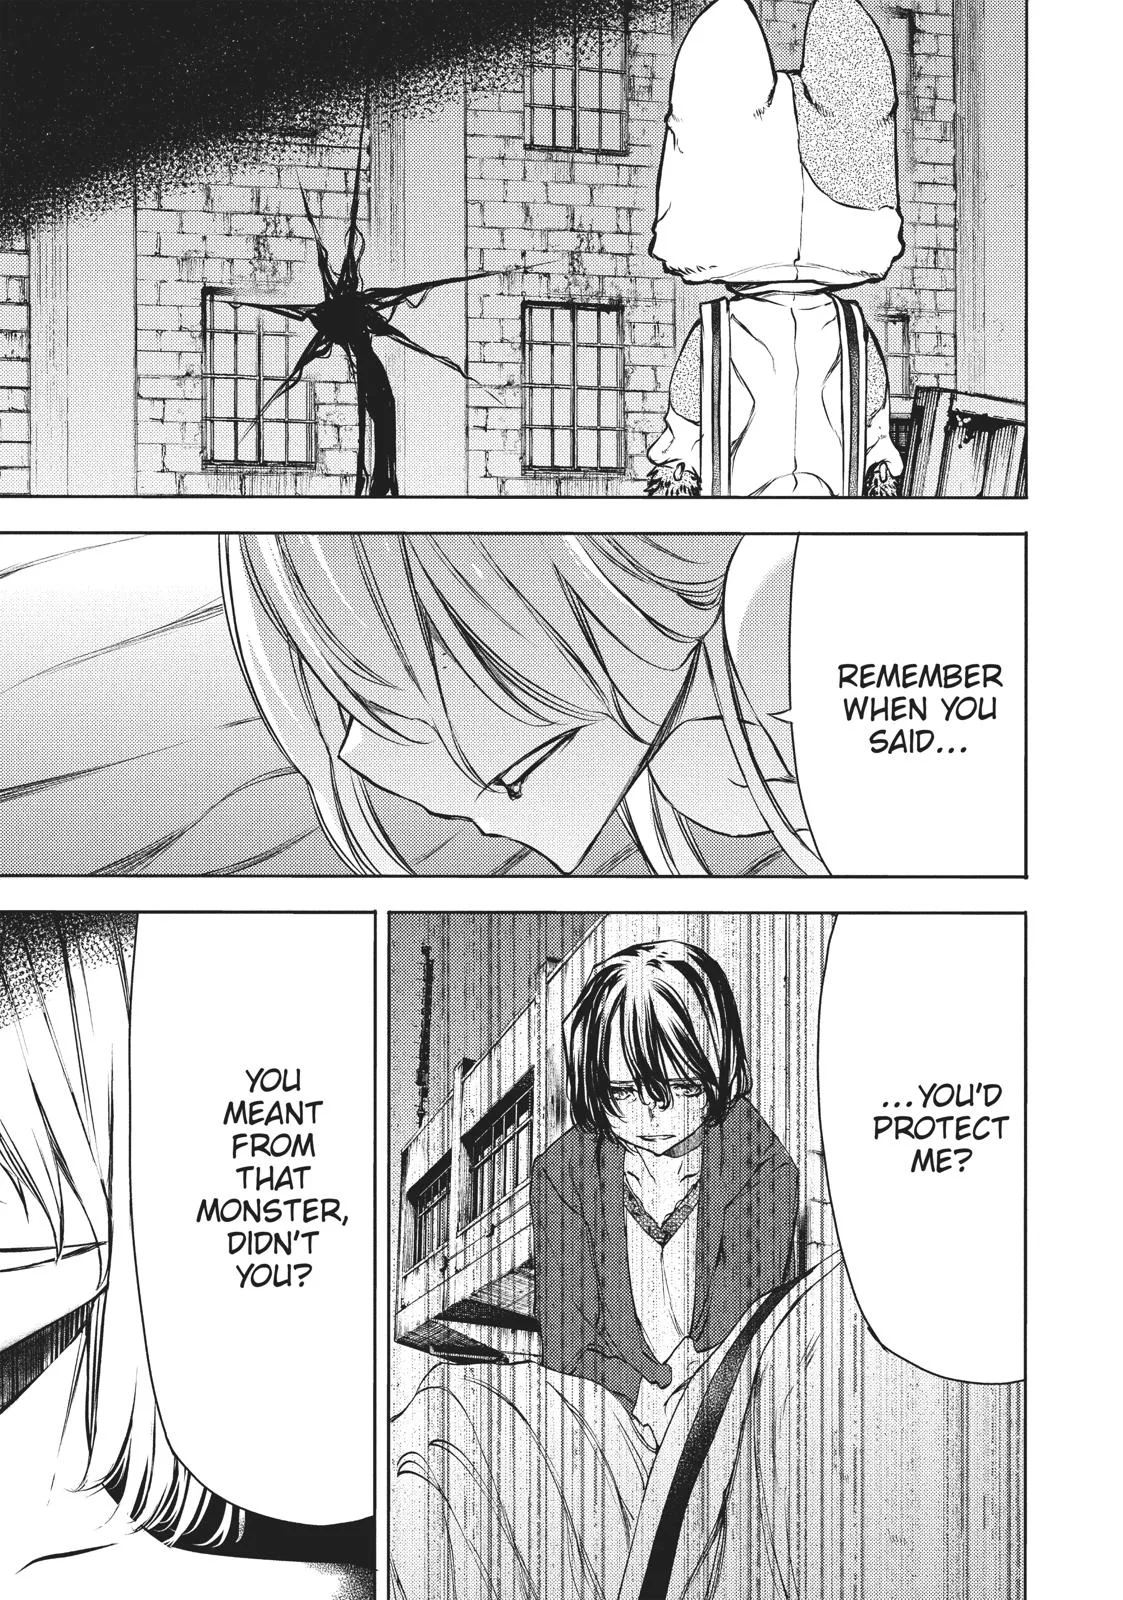 REMEMBER
WHEN YOU
SAID...
...YOU'D
PROTECT
ME?
YOU
MEANT
FROM
THAT
MONSTER,
DIDN'T
YOU?